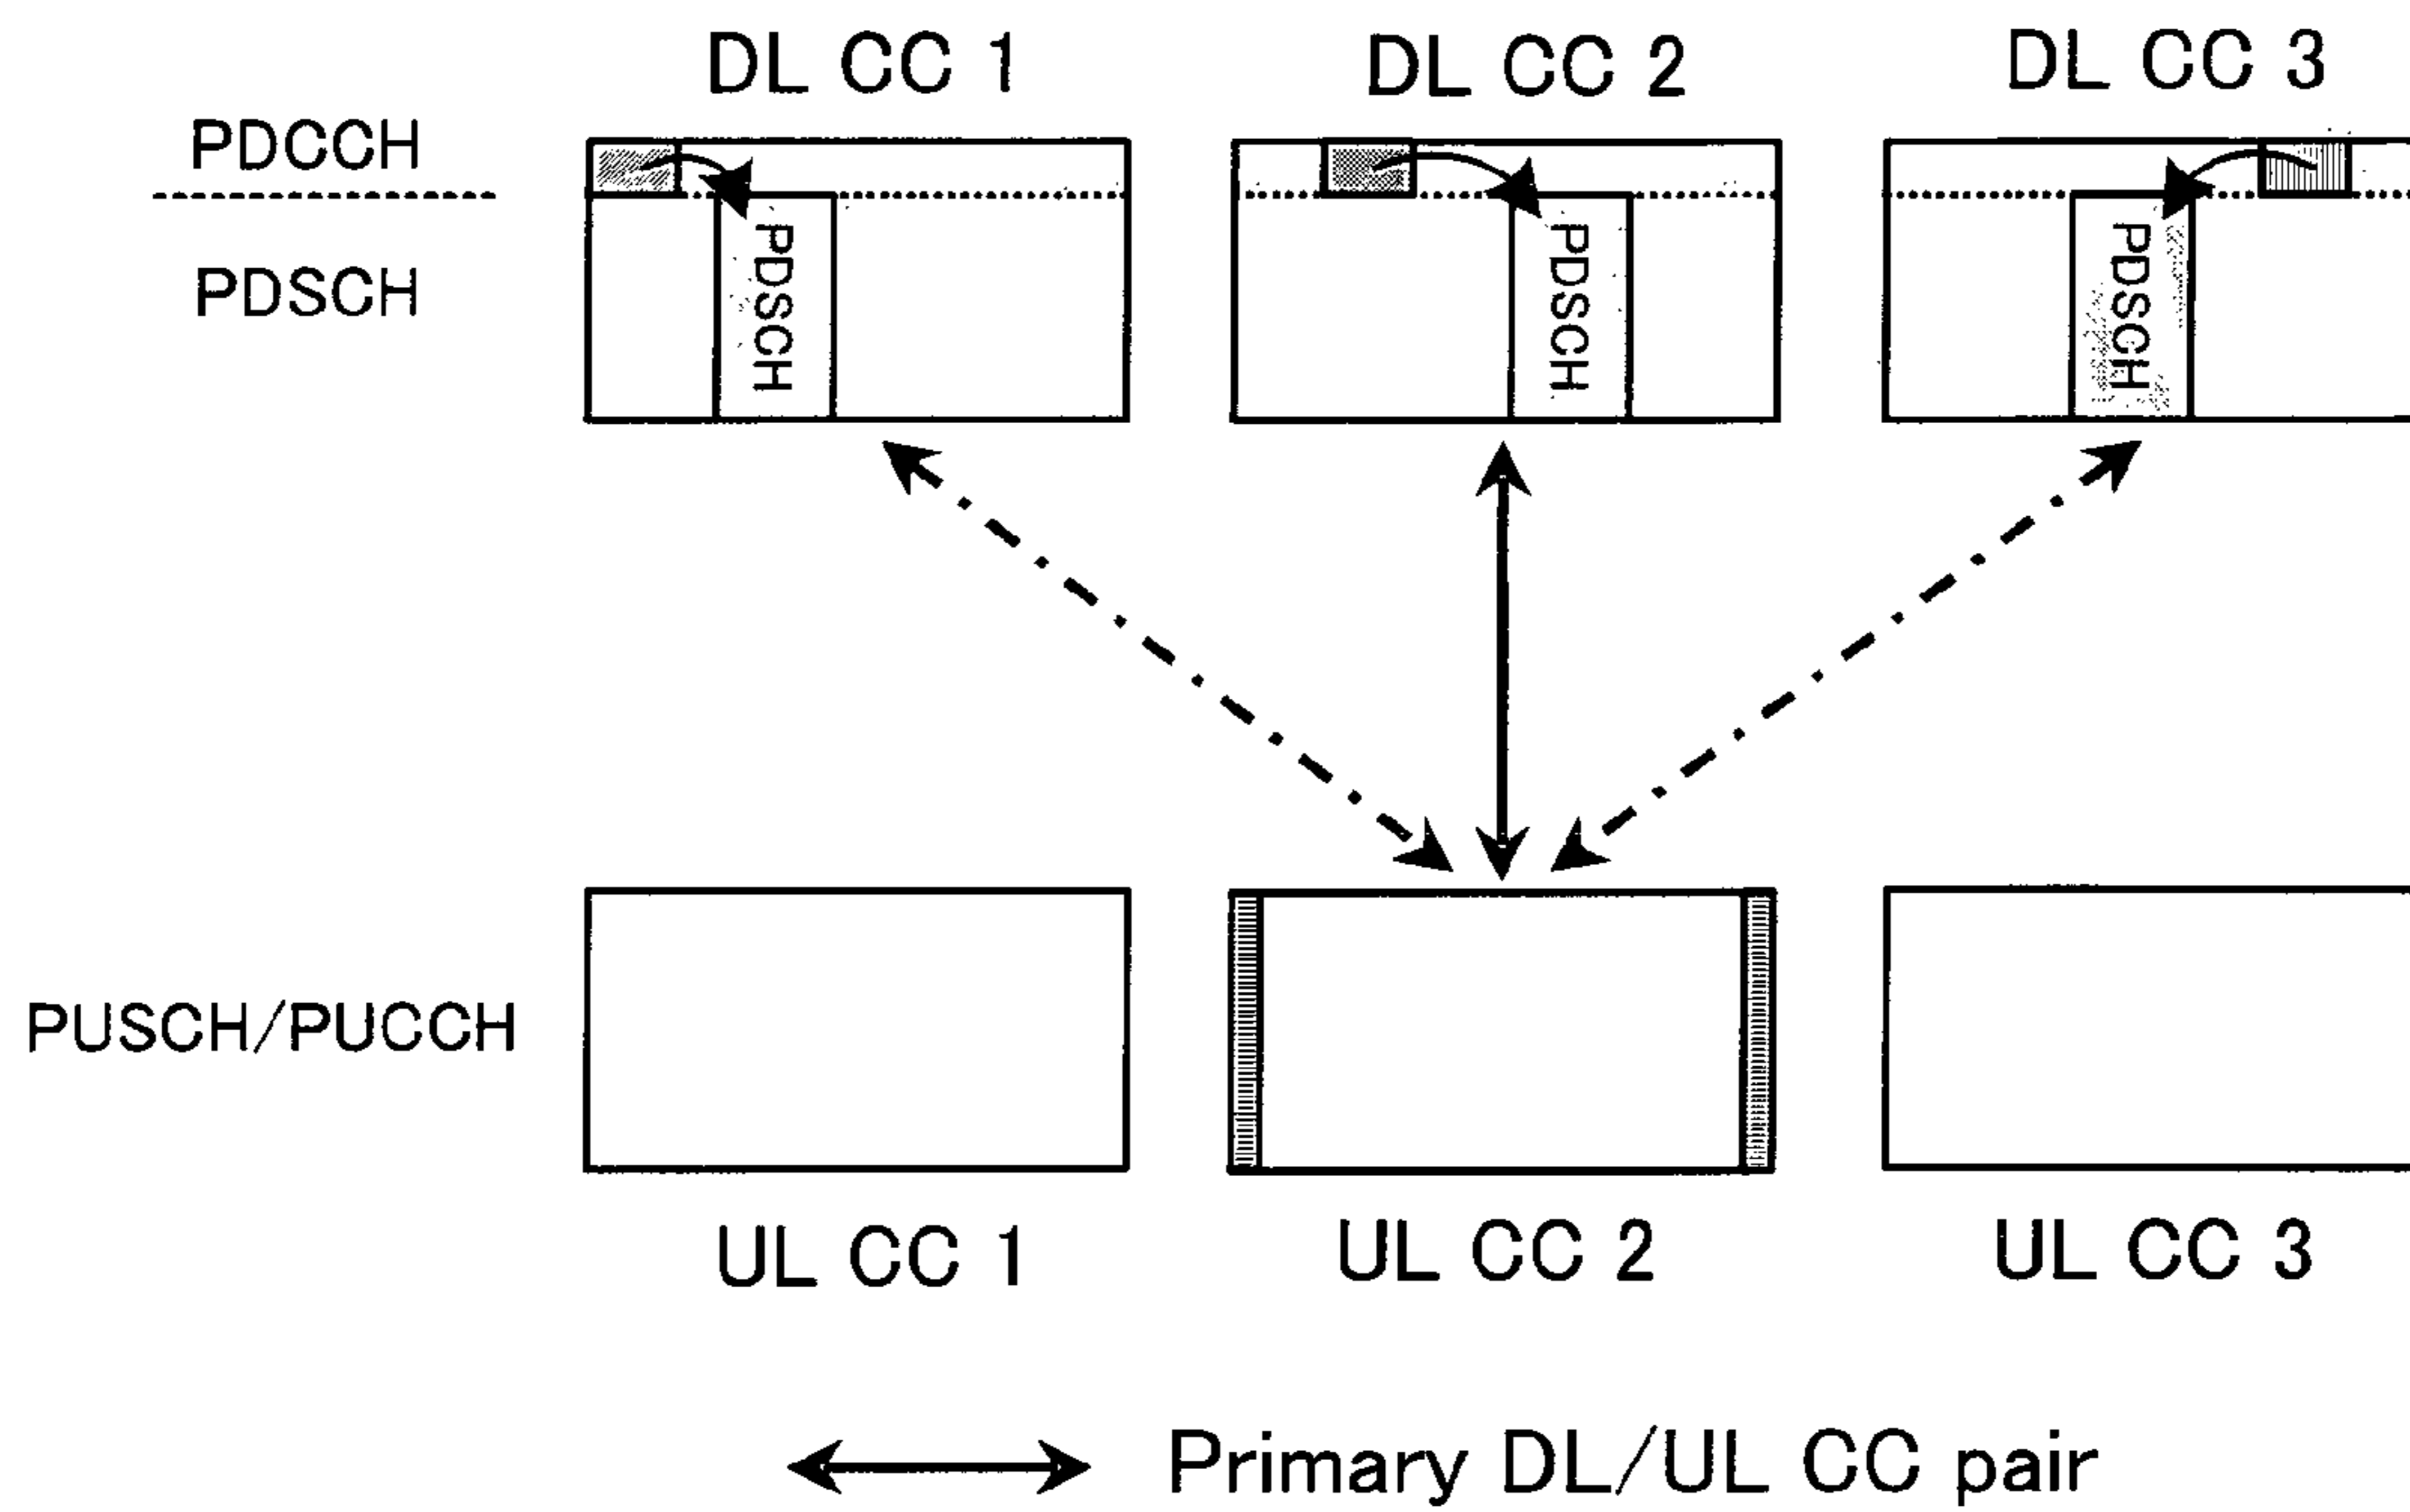 DL CC 1
DL CC 2
DL CC 3
PDCCH
PDSCH
PDSCH
PDSCH
PDSCH
PUSCH/PUCCH
UL CC 1
UL CC 2
UL CC 3
Primary DL/UL CC pair